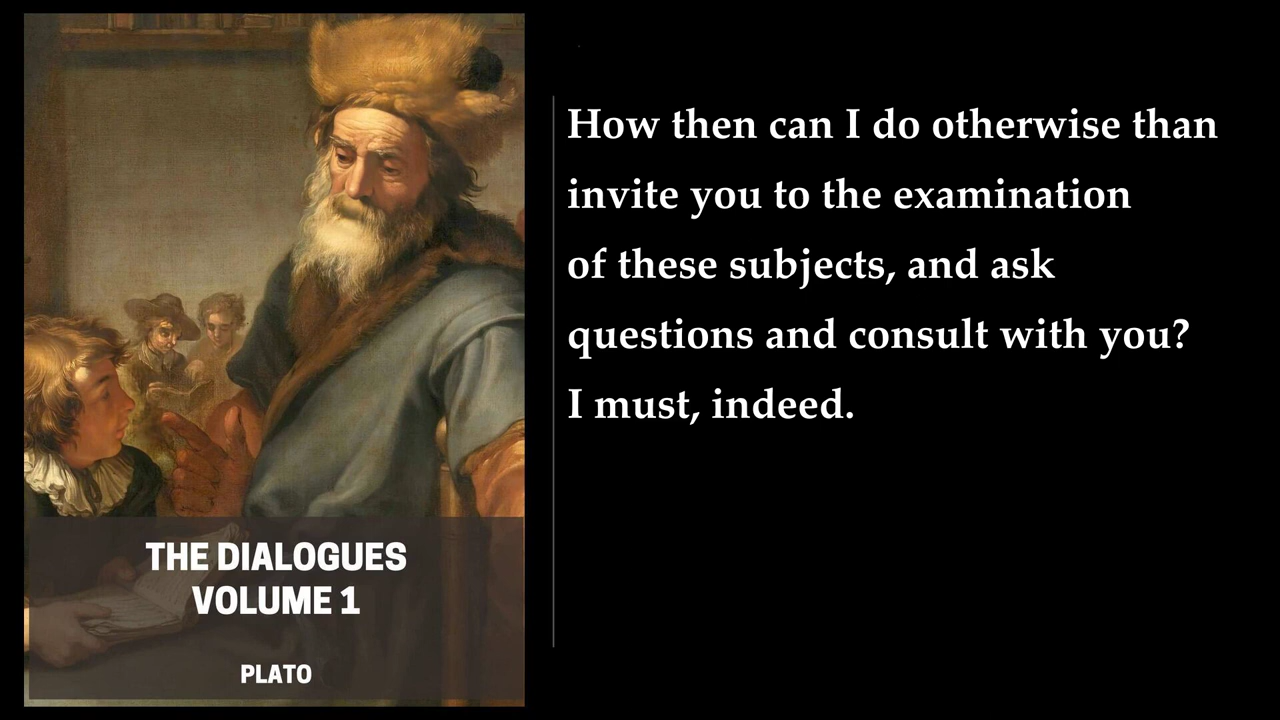 How then can I do otherwise than
invite you to the examination
of these subjects, and ask
questions and consult with you?
I must, indeed.
THE DIALOGUES
VOLUME 1
PLATO